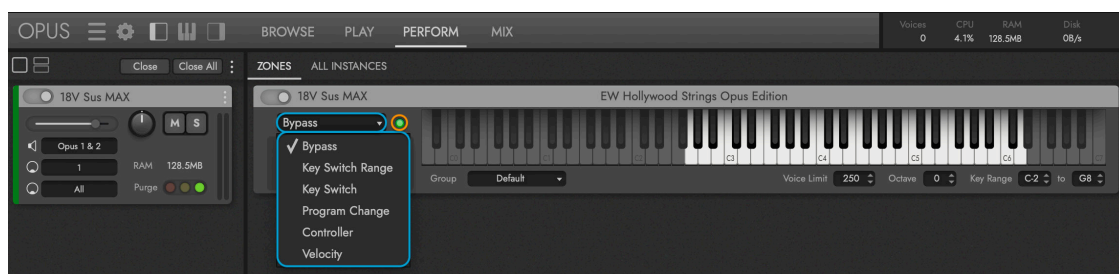 OPUS BROWSE PLAY PERFORM MIX
Voices CPU RAM Disk
0 4.1% 128.5MB 0B/s
Close Close All ZONES ALL INSTANCES
18V Sus MAX
M S
Opus 1 & 2
1 RAM 128.5MB
All Purge
18V Sus MAX EW Hollywood Strings Opus Edition
Bypass
Bypass
Key Switch Range
Key Switch
Program Change
Controller
Velocity
C3 C4 C5 C6
Group Default Voice Limit 250 Octave 0 Key Range C-2 to G8